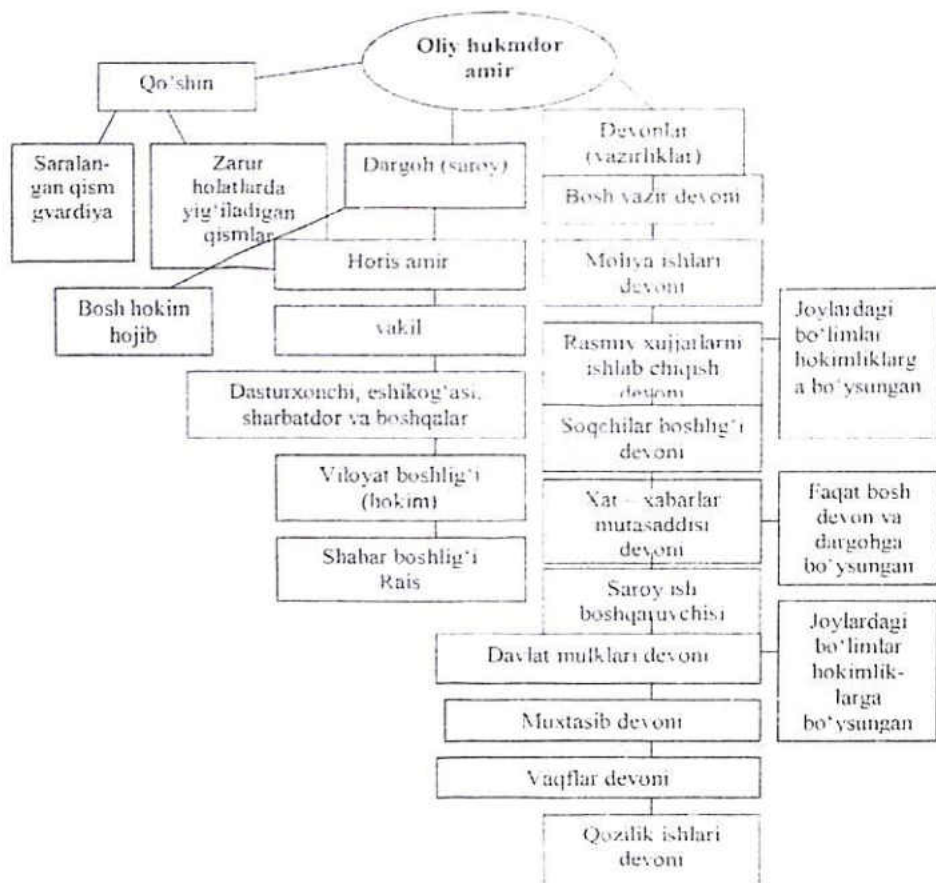 Oliy hukmdor
amir
Qo‘shin
Saralan-
gan qism
gvardiya
Zarur
holatlarda
yig‘iladigan
qismlar
Dargoh (saroy)
Devonlar
(vazirliklar)
Bosh vazir devoni
Horis amir
Bosh hokim
hojib
vakil
Dasturxonchi, eshikog‘asi,
sharbatdor va boshqalar
Viloyat boshlig‘i
(hokim)
Shahar boshlig‘i
Rais
Moliya ishlari
devoni
Rasmiy xujjatlarni
ishlab chiqish
devoni
Joylardagi
bo‘limlar
hokimliklarg
a bo‘ysungan
Soqchilar boshlig‘i
devoni
Xat – xabarlar
mutasaddisi
devoni
Faqat bosh
devon va
dargohga
bo‘ysungan
Saroy ish
boshqaruvchisi
Davlat mulklari devoni
Joylardagi
bo‘limlar
hokimlik-
larga
bo‘ysungan
Muxtasib devoni
Vaqflar devoni
Qozilik ishlari
devoni